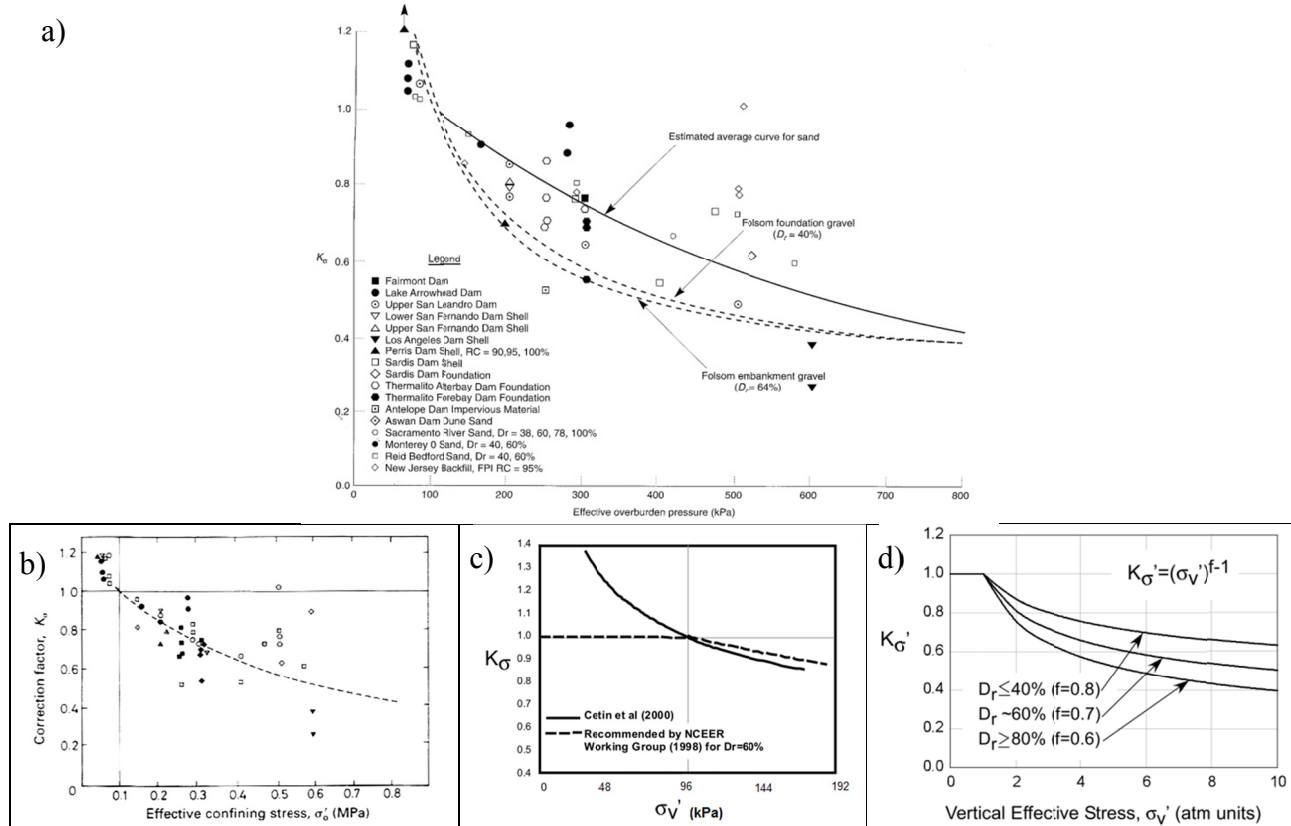 a)
1.2
1.0
0.8
0.6
0.4
0.2
0.0
Kσ
Estimated average curve for sand
Folsom foundation gravel
(Dr = 40%)
Folsom embankment gravel
(Dr = 64%)
Legend
Fairmont Dam
Lake Arrowhead Dam
Upper San Leandro Dam
Lower San Fernando Dam Shell
Upper San Fernando Dam Shell
Los Angeles Dam Shell
Perris Dam Shell, RC = 90,95, 100%
Sardis Dam Shell
Sardis Dam Foundation
Thermalito Aterbay Dam Foundation
Thermalito Forebay Dam Foundation
Antelope Dam Impervious Material
Aswan Dam Dune Sand
Sacramento River Sand, Dr = 38, 60, 78, 100%
Monterey 0 Sand, Dr = 40, 60%
Reid Bedford Sand, Dr = 40, 60%
New Jersey Backfill, FPI RC = 95%
0 100 200 300 400 500 600 700 800
Effective overburden pressure (kPa)
b)
1.2
1.0
0.8
0.6
0.4
0.2
0
Correction factor, Kα
0.1 0.2 0.3 0.4 0.5 0.6 0.8
Effective confining stress, σ'o (MPa)
c)
1.4
1.3
1.2
1.1
1.0
0.9
0.8
0.7
0.6
0.5
0.4
Kσ
Cetin et al (2000)
Recommended by NCEER
Working Group (1998) for Dr=60%
0 48 96 144 192
σv' (kPa)
d)
1.2
1.0
0.8
0.6
0.4
0.2
0.0
Kσ'
Kσ'=(σv')f-1
Dr≤40% (f=0.8)
Dr ~60% (f=0.7)
Dr≥80% (f=0.6)
0 2 4 6 8 10
Vertical Effective Stress, σv' (atm units)